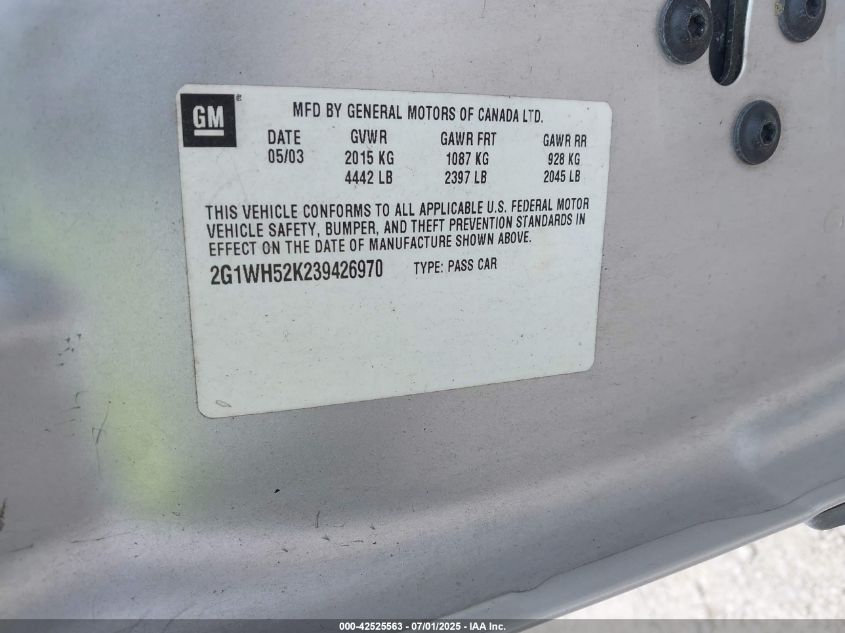 GM
MFD BY GENERAL MOTORS OF CANADA LTD.
DATE GVWR GAWR FRT GAWR RR
05/03 2015 KG 1087 KG 928 KG
4442 LB 2397 LB 2045 LB
THIS VEHICLE CONFORMS TO ALL APPLICABLE U.S. FEDERAL MOTOR
VEHICLE SAFETY, BUMPER, AND THEFT PREVENTION STANDARDS IN
EFFECT ON THE DATE OF MANUFACTURE SHOWN ABOVE.
2G1WH52K239426970 TYPE: PASS CAR
000-42525563 - 07/01/2025 - IAA Inc.